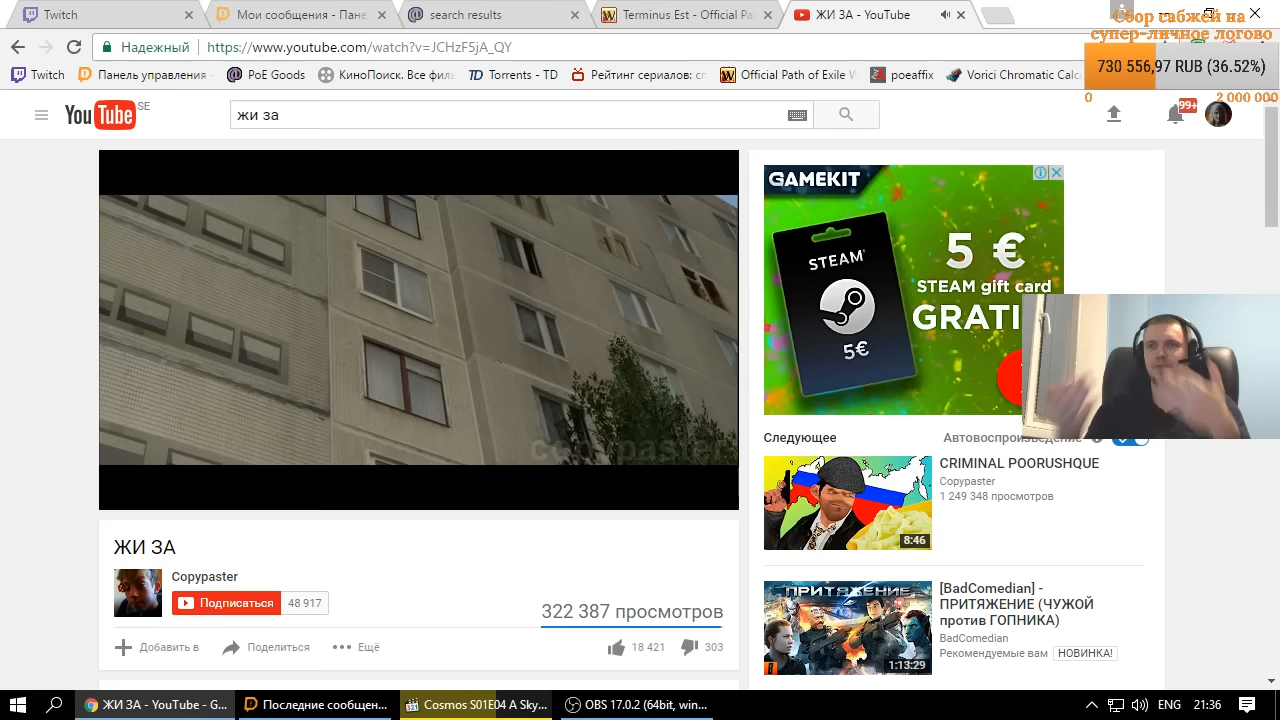 Twitch
Мои сообщения - Пане
search results
Terminus Est - Official Pa
ЖИ ЗА - YouTube
Сбор сабжей на
супер-личное логово
Надежный
https://www.youtube.com/watch?v=JCHzF5jA_QY
730 556,97 RUB (36.52%)
0
2 000 000
Twitch
Панель управления
PoE Goods
КиноПоиск. Все филь
Torrents - TD
Рейтинг сериалов: сп
Official Path of Exile W
poeaffix
Vorici Chromatic Calc
YouTube
SE
жи за
99+
copypaster
GAMEKIT
STEAM
5€
5 €
STEAM gift card
GRATI
Следующее
Автовоспроизведение
CRIMINAL POORUSHQUE
Copypaster
1 249 348 просмотров
8:46
ПРИТЯЖЕНИЕ
1:13:29
[BadComedian] -
ПРИТЯЖЕНИЕ (ЧУЖОЙ
против ГОПНИКА)
BadComedian
Рекомендуемые вам
НОВИНКА!
ЖИ ЗА
Copypaster
Подписаться
48 917
322 387 просмотров
Добавить в
Поделиться
Ещё
18 421
303
ЖИ ЗА - YouTube - G...
Последние сообщен...
Cosmos S01E04 A Sky...
OBS 17.0.2 (64bit, win...
ENG
21:36